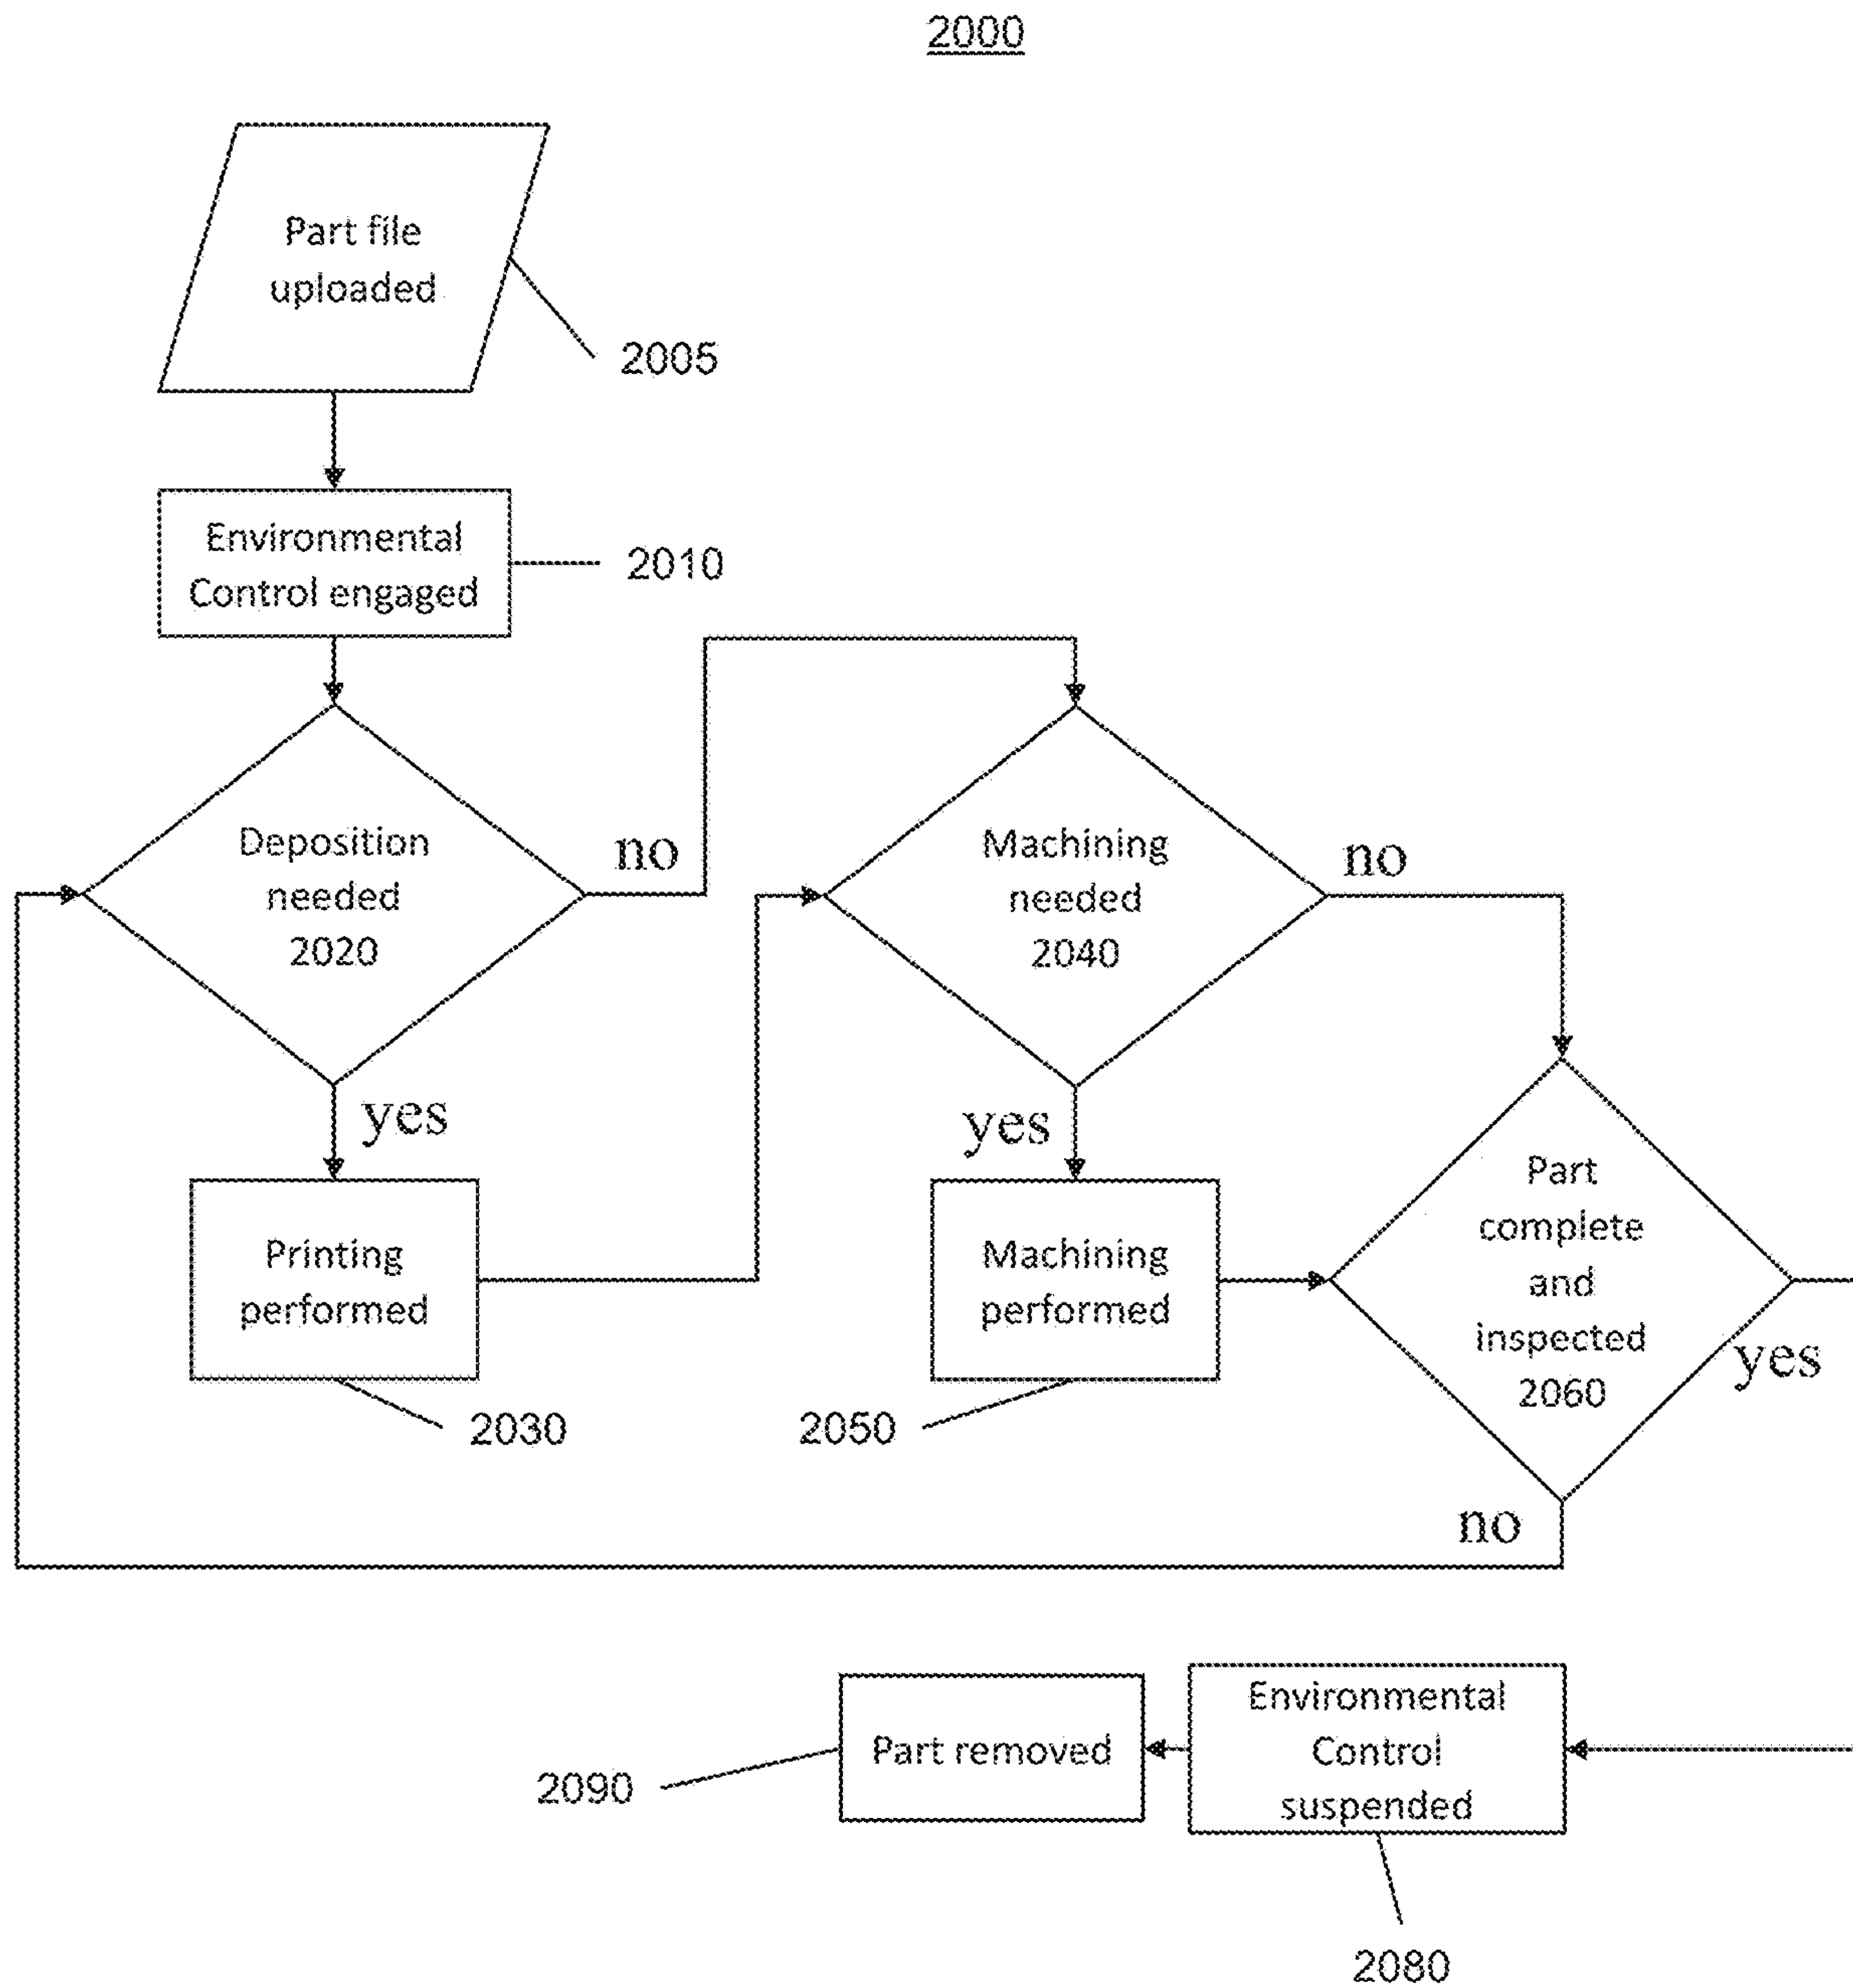 2000
Part file
uploaded
2005
Environmental
Control engaged
2010
Deposition
needed
2020
no
Machining
needed
2040
no
yes
yes
Printing
performed
2030
Machining
performed
2050
Part
complete
and
inspected
2060
yes
no
Part removed
2090
Environmental
Control
suspended
2080